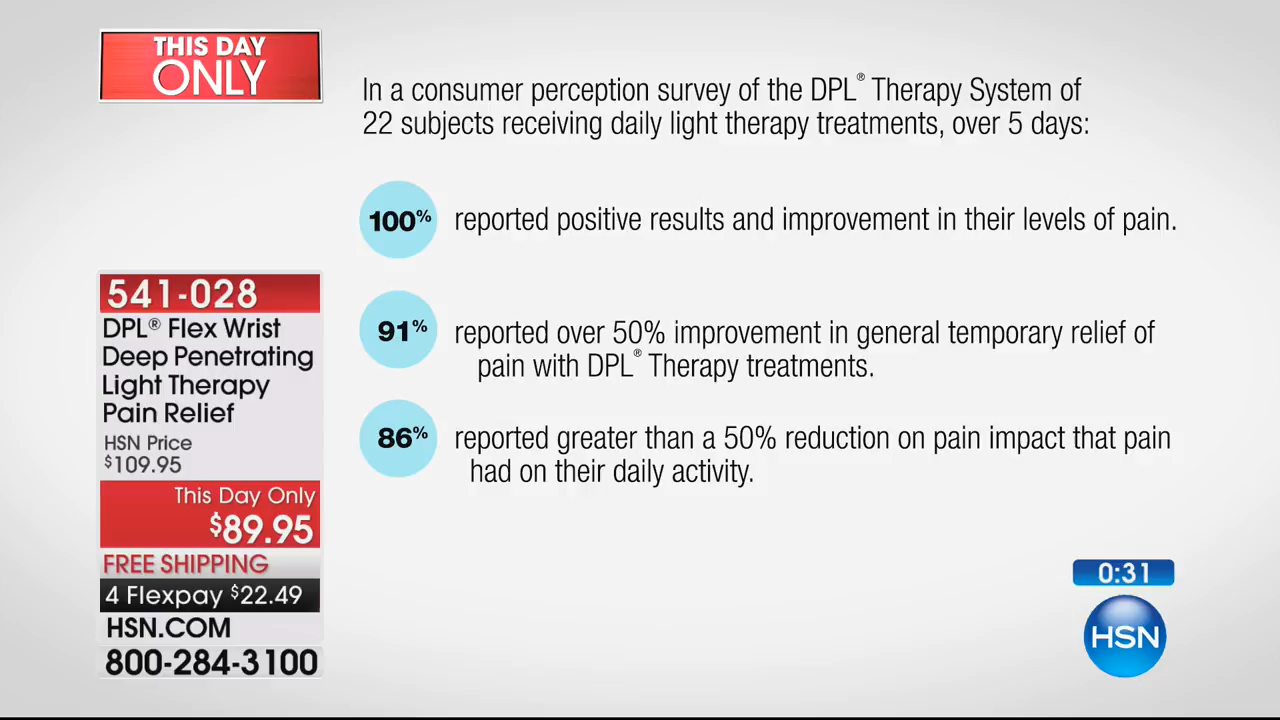 THIS DAY
ONLY
In a consumer perception survey of the DPL® Therapy System of
22 subjects receiving daily light therapy treatments, over 5 days:
100% reported positive results and improvement in their levels of pain.
91% reported over 50% improvement in general temporary relief of
pain with DPL® Therapy treatments.
86% reported greater than a 50% reduction on pain impact that pain
had on their daily activity.
541-028
DPL® Flex Wrist
Deep Penetrating
Light Therapy
Pain Relief
HSN Price
$109.95
This Day Only
$89.95
FREE SHIPPING
4 Flexpay $22.49
HSN.COM
800-284-3100
0:31
HSN